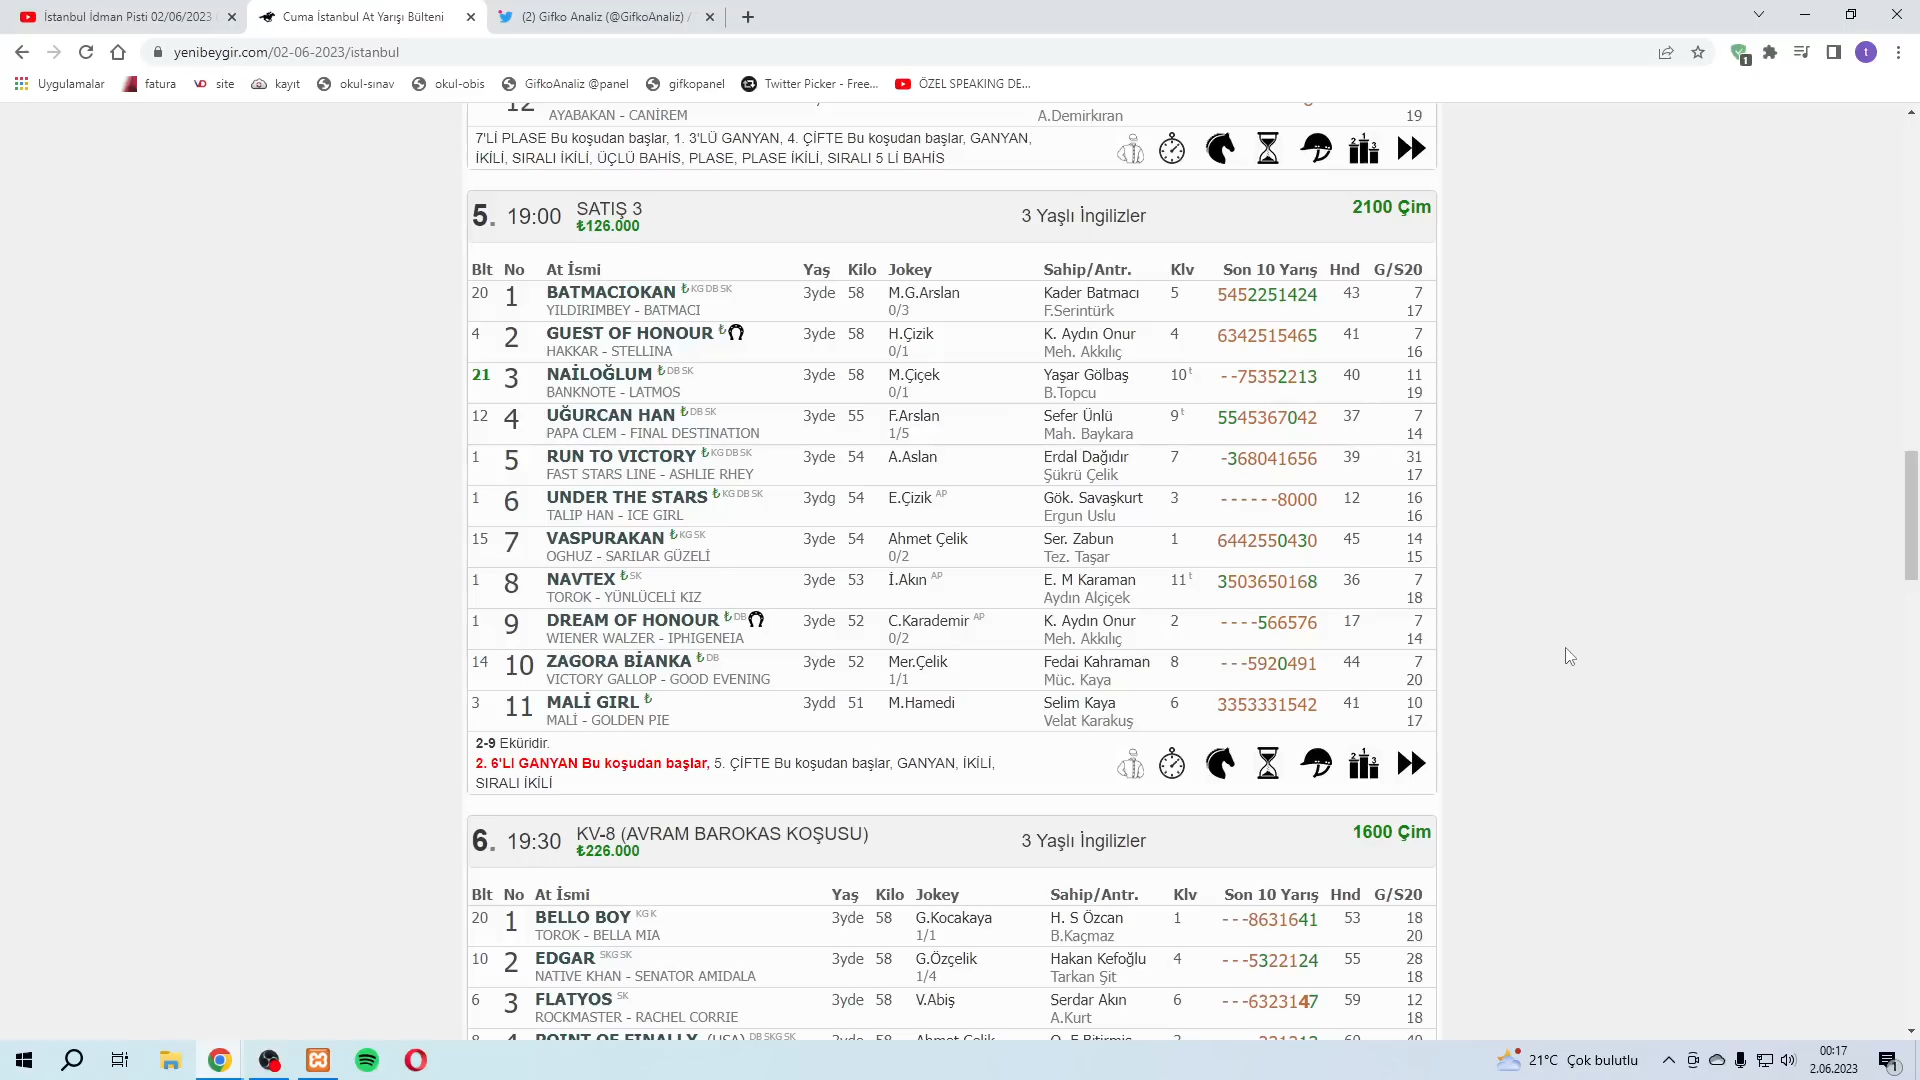 İstanbul İdman Pisti 02/06/2023
Cuma İstanbul At Yarışı Bülteni
(2) Gifko Analiz (@GifkoAnaliz) /
yenibeygir.com/02-06-2023/istanbul
1
t
Uygulamalar
fatura
site
kayıt
okul-sınav
okul-obis
GifkoAnaliz @panel
gifkopanel
Twitter Picker - Free...
ÖZEL SPEAKING DE...
12
AYABAKAN - CANİREM A.Demirkıran 19
7'Lİ PLASE Bu koşudan başlar, 1. 3'LÜ GANYAN, 4. ÇİFTE Bu koşudan başlar, GANYAN,
İKİLİ, SIRALI İKİLİ, ÜÇLÜ BAHİS, PLASE, PLASE İKİLİ, SIRALI 5 Lİ BAHİS
5. 19:00 SATIŞ 3 3 Yaşlı İngilizler 2100 Çim
₺126.000
Blt No At İsmi Yaş Kilo Jokey Sahip/Antr. Klv Son 10 Yarış Hnd G/S20
20 1 BATMACIOKAN ₺ KG DB SK 3yde 58 M.G.Arslan Kader Batmacı 5 5452251424 43 7
YILDIRIMBEY - BATMACI 0/3 F.Serintürk 17
4 2 GUEST OF HONOUR ₺ 3yde 58 H.Çizik K. Aydın Onur 4 6342515465 41 7
HAKKAR - STELLINA 0/1 Meh. Akkılıç 16
21 3 NAİLOĞLUM ₺ DB SK 3yde 58 M.Çiçek Yaşar Gölbaş 10 t --75352213 40 11
BANKNOTE - LATMOS 0/1 B.Topcu 19
12 4 UĞURCAN HAN ₺ DB SK 3yde 55 F.Arslan Sefer Ünlü 9 t 5545367042 37 7
PAPA CLEM - FINAL DESTINATION 1/5 Mah. Baykara 14
1 5 RUN TO VICTORY ₺ KG DB SK 3yde 54 A.Aslan Erdal Dağıdır 7 -368041656 39 31
FAST STARS LINE - ASHLIE RHEY Şükrü Çelik 17
1 6 UNDER THE STARS ₺ KG DB SK 3ydg 54 E.Çizik AP Gök. Savaşkurt 3 ------8000 12 16
TALIP HAN - ICE GIRL Ergun Uslu 16
15 7 VASPURAKAN ₺ KG SK 3yde 54 Ahmet Çelik Ser. Zabun 1 6442550430 45 14
OGHUZ - SARILAR GÜZELİ 0/2 Tez. Taşar 15
1 8 NAVTEX ₺ SK 3yde 53 İ.Akın AP E. M Karaman 11 t 3503650168 36 7
TOROK - YÜNLÜCELİ KIZ Aydın Alçiçek 18
1 9 DREAM OF HONOUR ₺ DB 3yde 52 C.Karademir AP K. Aydın Onur 2 ----566576 17 7
WIENER WALZER - IPHIGENEIA 0/2 Meh. Akkılıç 14
14 10 ZAGORA BİANKA ₺ DB 3yde 52 Mer.Çelik Fedai Kahraman 8 ---5920491 44 7
VICTORY GALLOP - GOOD EVENING 1/1 Müc. Kaya 20
3 11 MALİ GIRL ₺ 3ydd 51 M.Hamedi Selim Kaya 6 3353331542 41 10
MALİ - GOLDEN PIE Velat Karakuş 17
2-9 Eküridir.
2. 6'LI GANYAN Bu koşudan başlar, 5. ÇİFTE Bu koşudan başlar, GANYAN, İKİLİ,
SIRALI İKİLİ
6. 19:30 KV-8 (AVRAM BAROKAS KOŞUSU) 3 Yaşlı İngilizler 1600 Çim
₺226.000
Blt No At İsmi Yaş Kilo Jokey Sahip/Antr. Klv Son 10 Yarış Hnd G/S20
20 1 BELLO BOY KG K 3yde 58 G.Kocakaya H. S Özcan 1 ---8631641 53 18
TOROK - BELLA MIA 1/1 B.Kaçmaz 20
10 2 EDGAR SKG SK 3yde 58 G.Özçelik Hakan Kefoğlu 4 ---5322124 55 28
NATIVE KHAN - SENATOR AMIDALA 1/4 Tarkan Şit 18
6 3 FLATYOS SK 3yde 58 V.Abiş Serdar Akın 6 ---6323147 59 12
ROCKMASTER - RACHEL CORRIE A.Kurt 18
POINT OF FINALLY (USA) DB SKG SK 3yde 58 Ahmet Çelik
21°C Çok bulutlu
00:17
2.06.2023
1